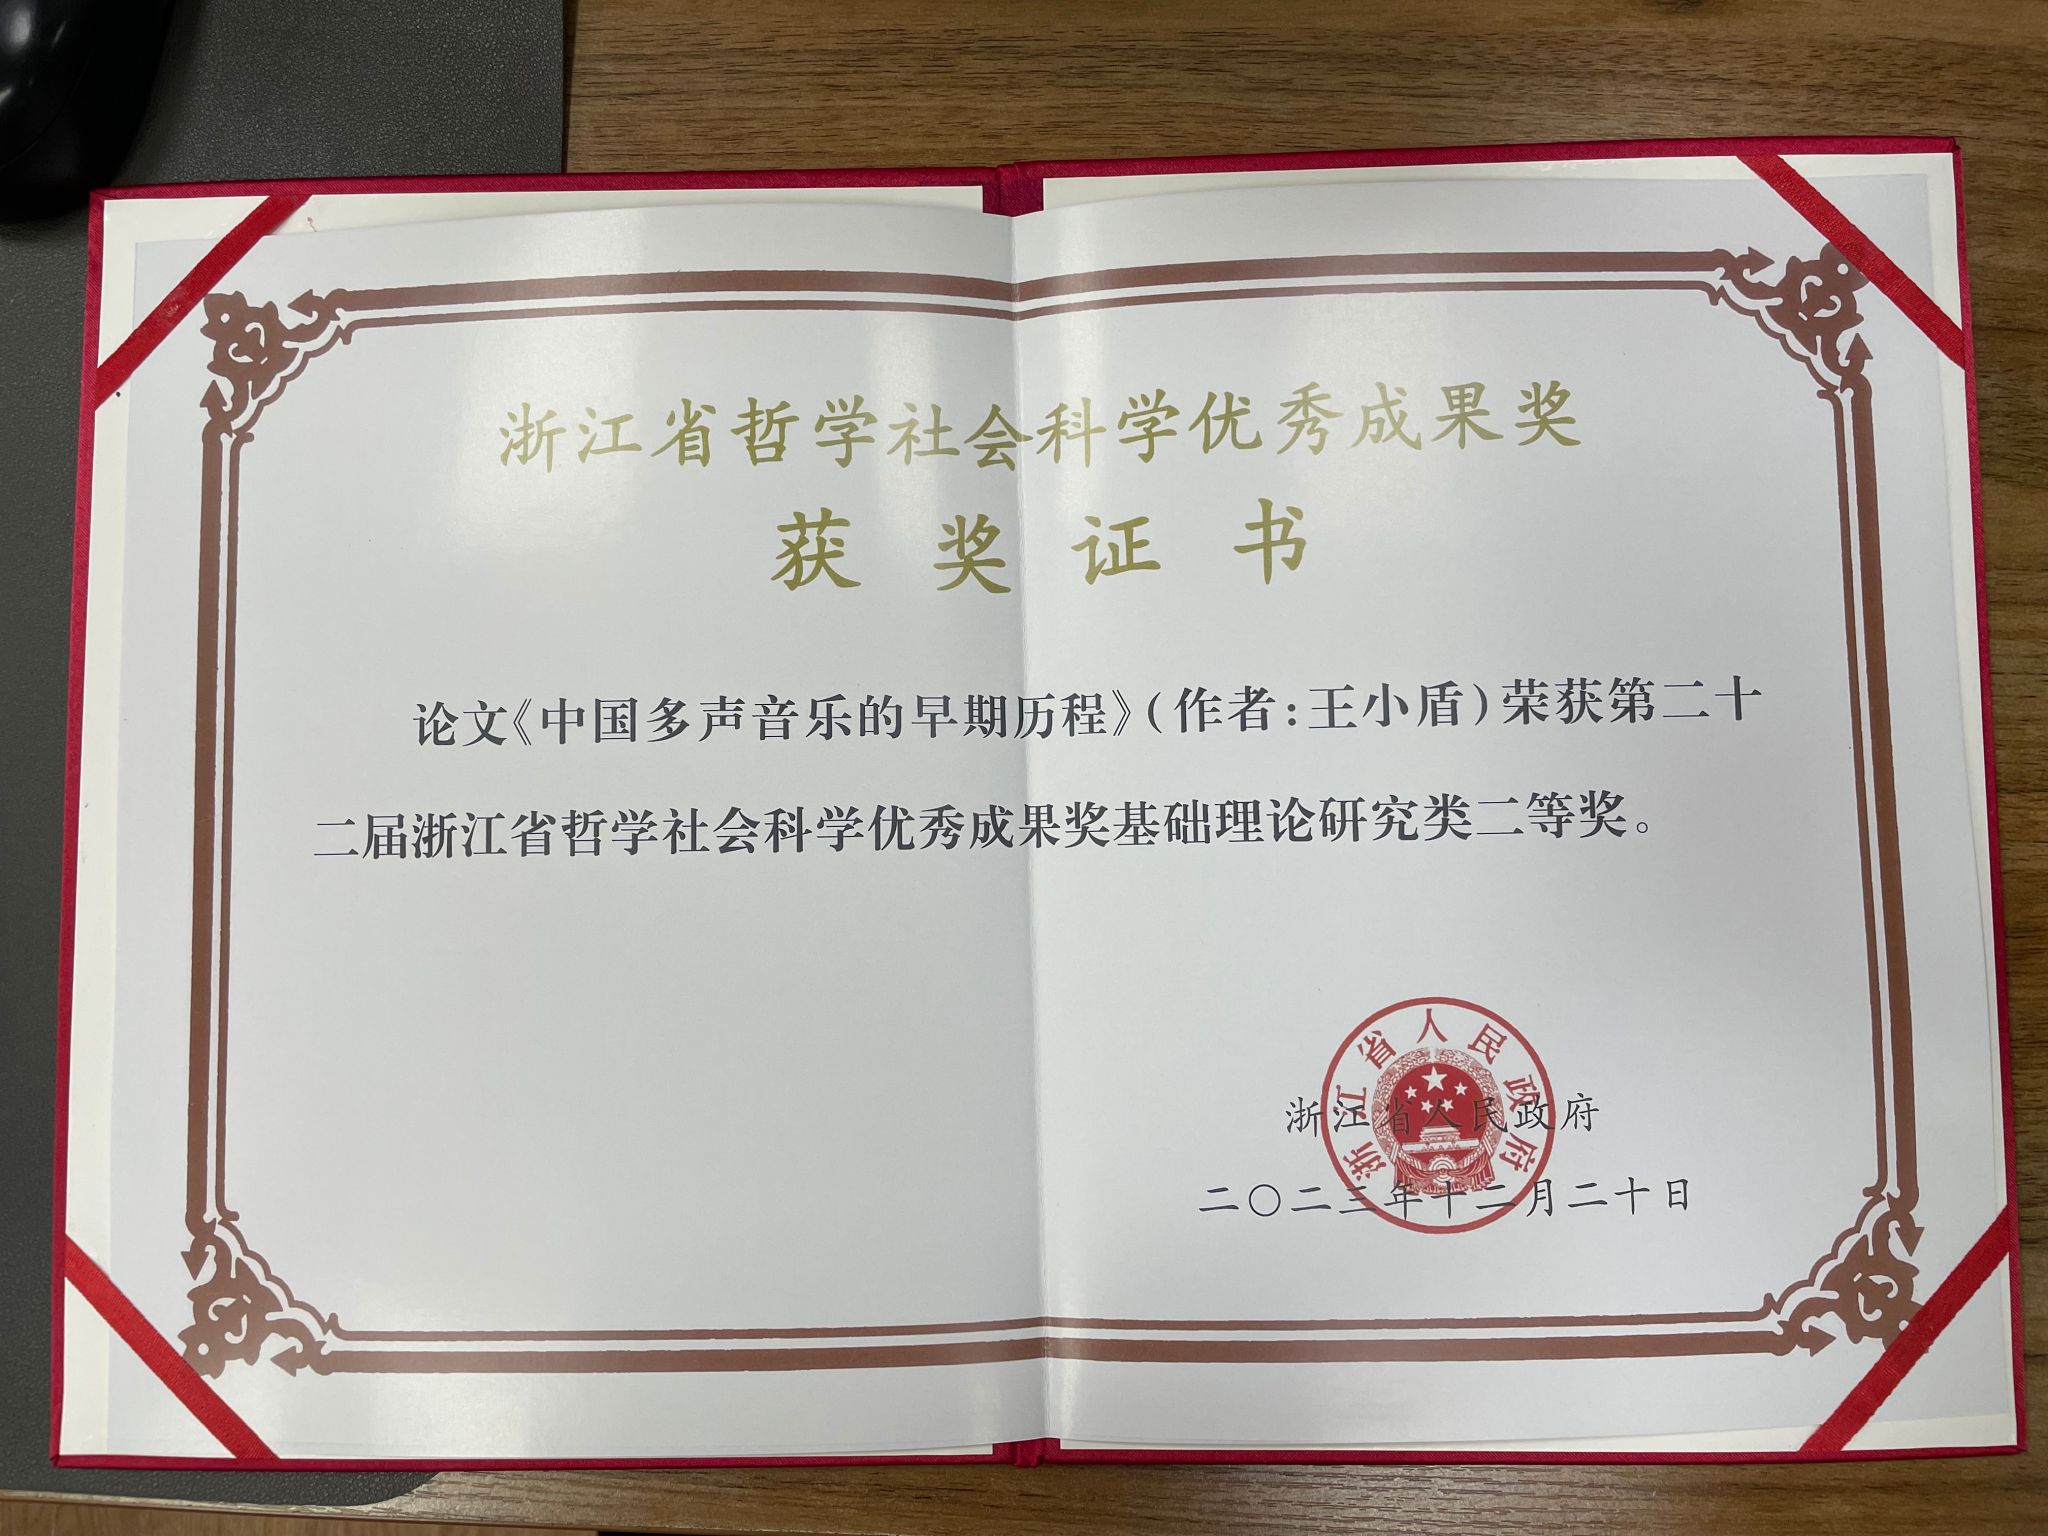 浙江省哲学社会科学优秀成果奖
获奖证书
论文《中国多声音乐的早期历程》(作者:王小盾)荣获第二十
二届浙江省哲学社会科学优秀成果奖基础理论研究类二等奖。
浙江省人民政府
浙江省人民政府
二〇二三年十二月二十日